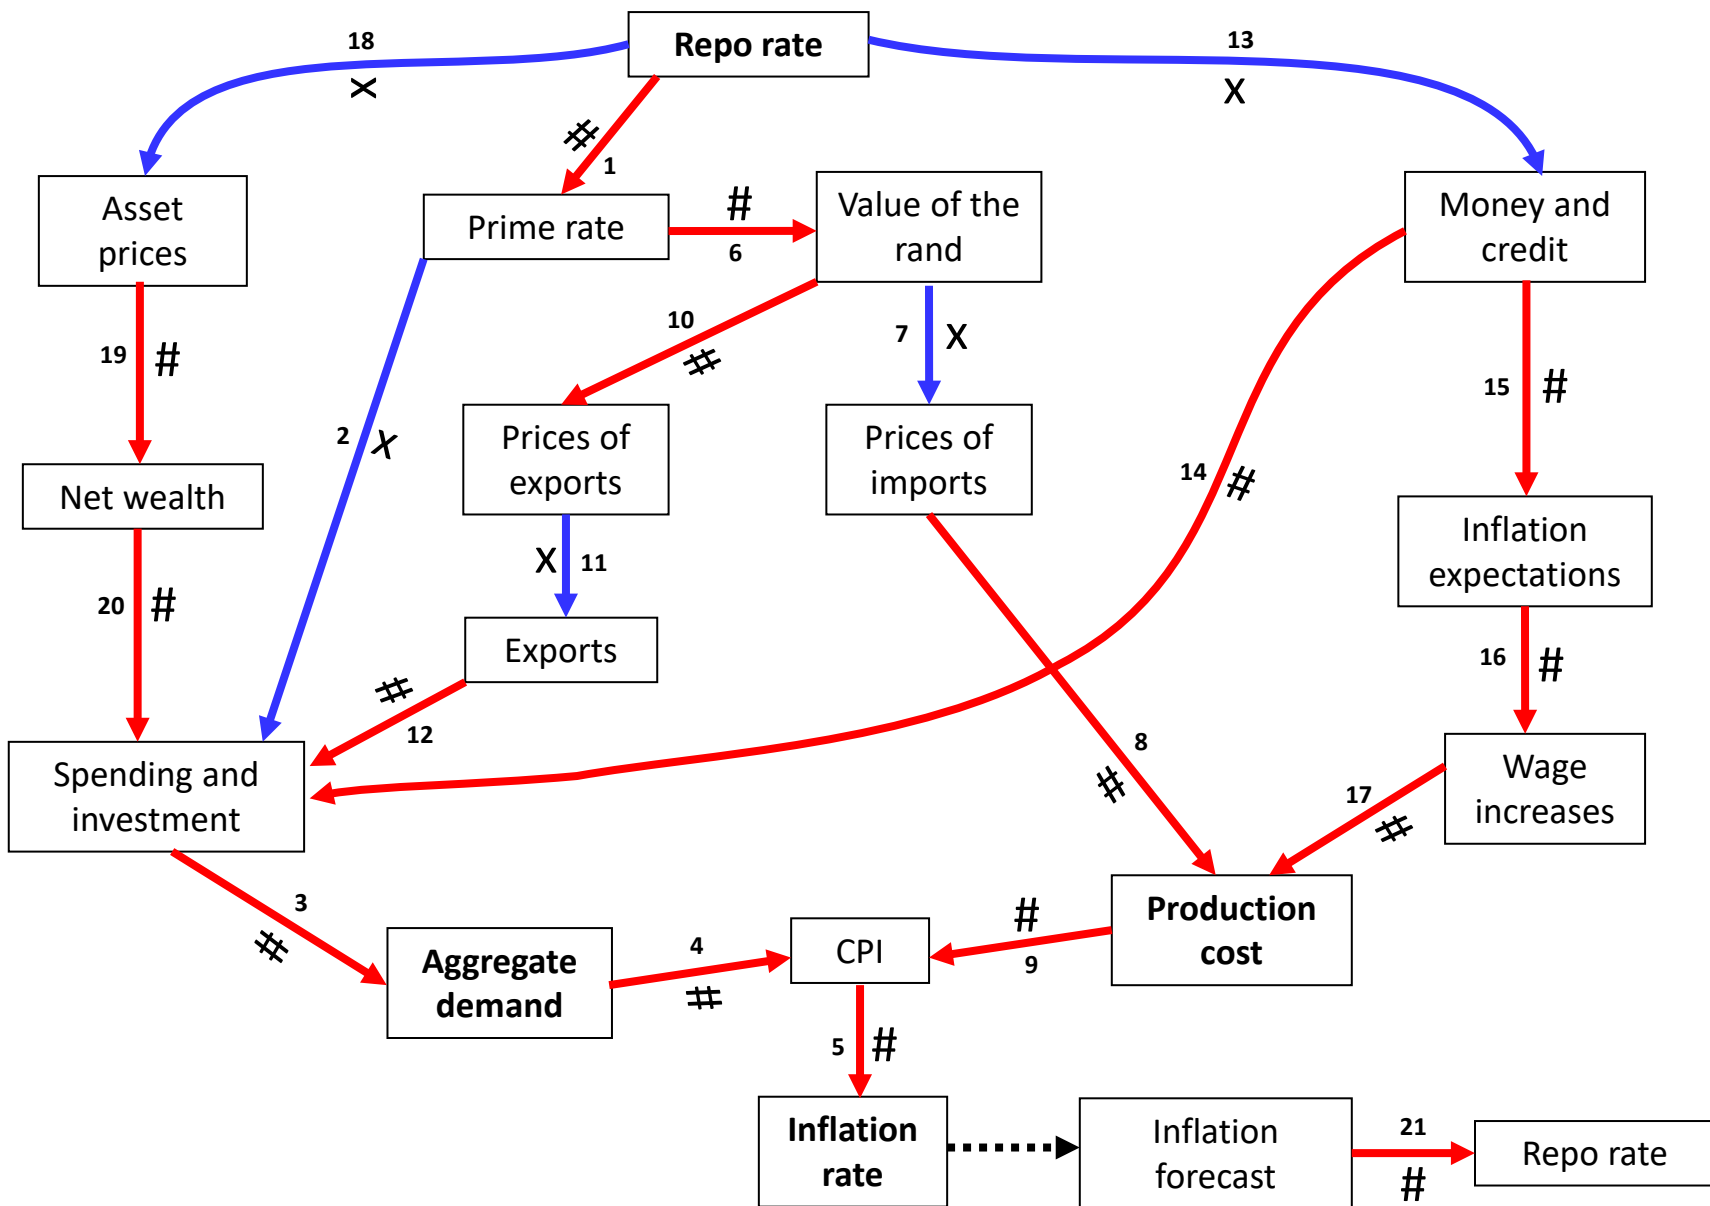 18
Repo rate
13
X
X
#
1
Asset
prices
Prime rate
#
6
Value of the
rand
Money and
credit
10
#
7
X
19
#
15
#
2
X
Prices of
exports
Prices of
imports
14
#
Net wealth
Inflation
expectations
X
11
20
#
Exports
16
#
#
12
8
#
Spending and
investment
Wage
increases
17
#
3
#
Production
cost
#
9
CPI
4
#
Aggregate
demand
5
#
Inflation
rate
Inflation
forecast
21
#
Repo rate